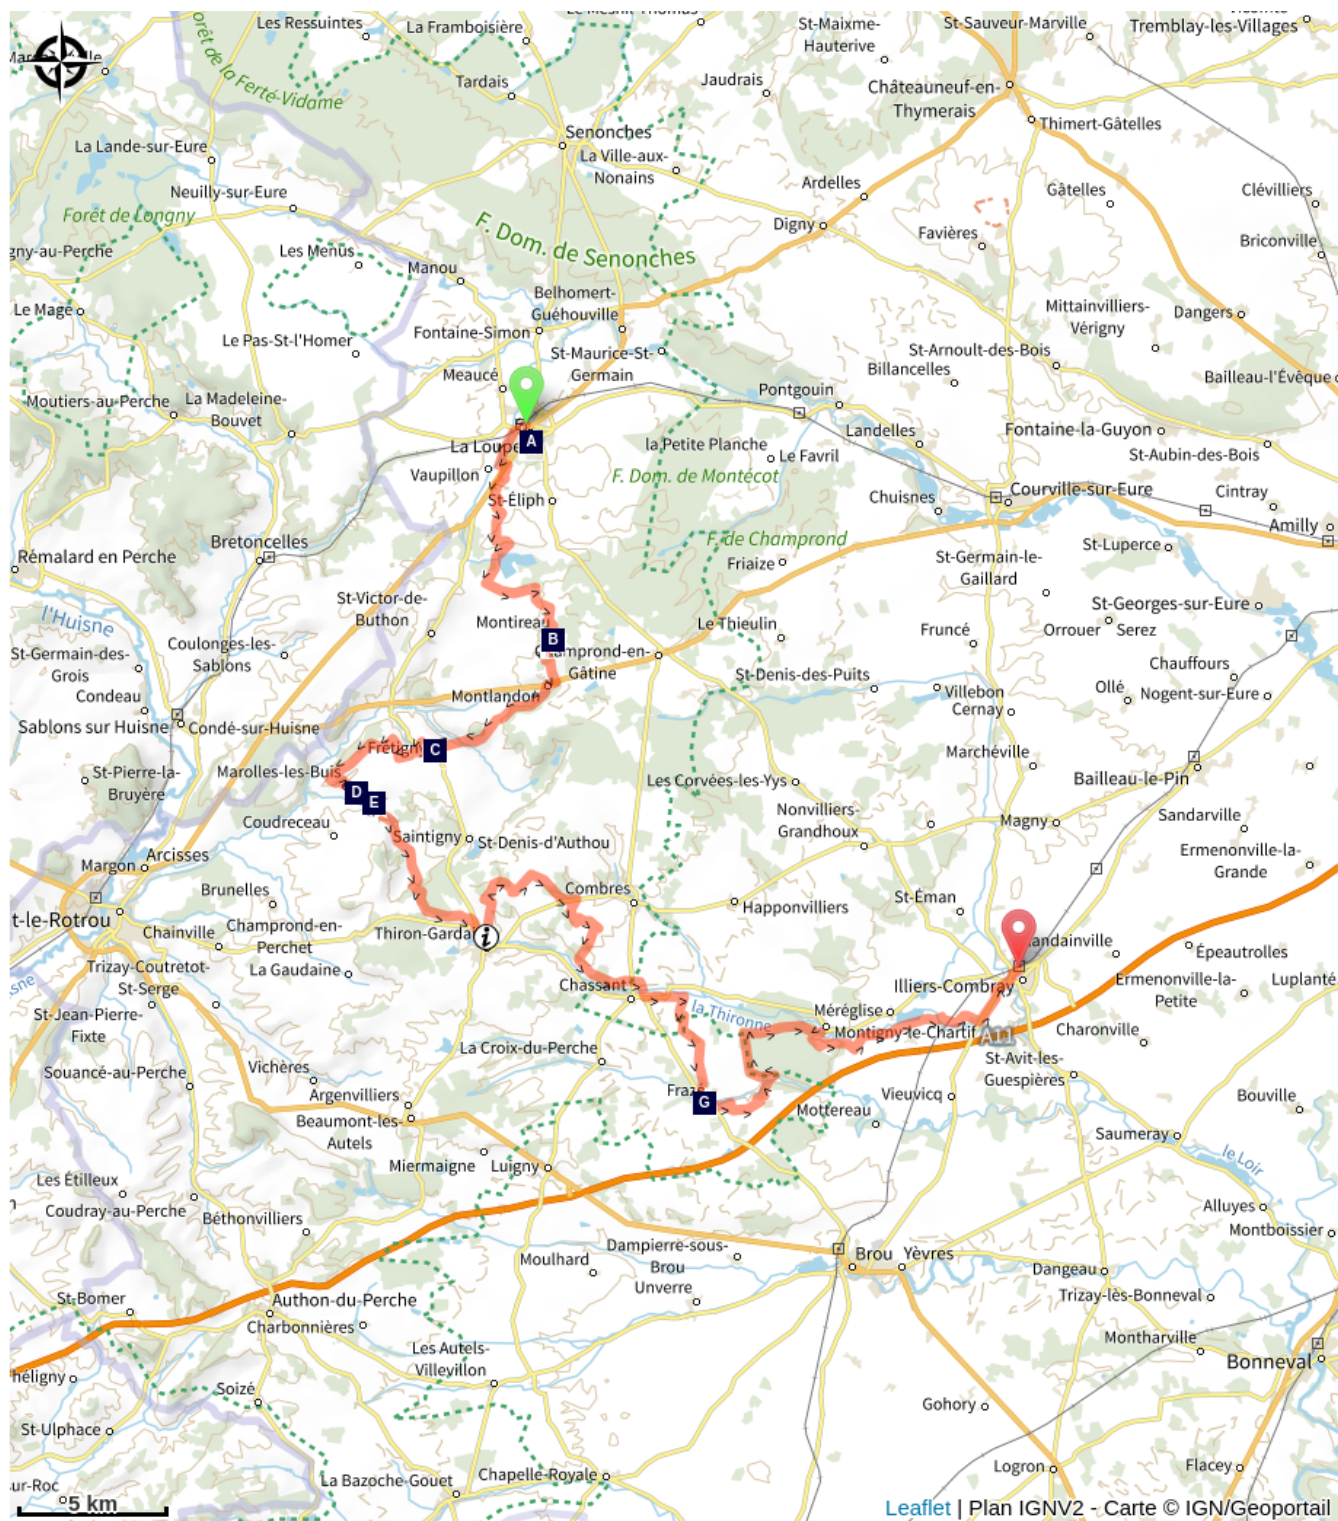 Les Ressuintes
La Framboisière
St-Maixme-
Hauterive
St-Sauveur-Marville
Tremblay-les-Villages
Forêt de la Ferté-Vidame
Tardais
Jaudrais
Châteauneuf-en-
Thymerais
Thimert-Gâtelles
Senonches
La Ville-aux-
Nonains
La Lande-sur-Eure
Neuilly-sur-Eure
Ardelles
Gâtelles
Clévilliers
Forêt de Longny
F. Dom. de Senonches
Digny
Favières
Briconville
gny-au-Perche
Les Menus
Manou
Belhomert-
Guéhouville
Le Mage
Mittainvilliers-
Vérigny
Dangers
Le Pas-St-l'Homer
Fontaine-Simon
St-Maurice-St-
Germain
St-Arnoult-des-Bois
Billancelles
Meaucé
Bailleau-l'Évêque
Moutiers-au-Perche
La Madeleine-
Bouvet
Pontgouin
La Loupe
A
la Petite Planche
Le Favril
Landelles
Fontaine-la-Guyon
St-Aubin-des-Bois
Vaupillon
F. Dom. de Montécot
St-Éliph
Chuisnes
Courville-sur-Eure
Cintray
Amilly
Rémalard en Perche
Bretoncelles
F. de Champrond
Friaize
St-Germain-le-
Gaillard
St-Luperce
l'Huisne
St-Victor-de-
Buthon
Montireau
St-Georges-sur-Eure
Coulonges-les-
Sablons
B
Le Thieulin
Fruncé
Orrouer
Serez
St-Germain-des-
Grois
Champrond-en-
Gâtine
Chauffours
Condeau
Montlandon
St-Denis-des-Puits
Villebon
Cernay
Ollé
Nogent-sur-Eure
Sablons sur Huisne
Condé-sur-Huisne
Frétigny
C
Marchéville
St-Pierre-la-
Bruyère
Marolles-les-Buis
D
E
Les Corvées-les-Yys
Bailleau-le-Pin
Coudreceau
Nonvilliers-
Grandhoux
Magny
Sandarville
Saintigny
St-Denis-d'Authou
Ermenonville-la-
Grande
Margon
Arcisses
Brunelles
Combres
St-Éman
t-le-Rotrou
Happonvilliers
Chainville
Champrond-en-
Perchet
Thiron-Gardais
i
andainville
Épeautrolles
Trizay-Coutretot-
St-Serge
La Gaudaine
Chassant
Illiers-Combray
Ermenonville-la-
Petite
Luplanté
St-Jean-Pierre-
Fixte
la Thironne
Méréglise
Montigny-le-Chartif
A11
Charonville
La Croix-du-Perche
St-Avit-les-
Guespières
Souancé-au-Perche
Vichères
Frazé
G
Argenvilliers
Mottereau
Vieuvicq
Bouville
Beaumont-les-
Autels
Saumeray
Miermaigne
Luigny
le Loir
Les Étilleux
Coudray-au-Perche
Béthonvilliers
Alluyes
Montboissier
Moulhard
Dampierre-sous-
Brou
Brou
Yèvres
Unverre
Dangeau
Trizay-lès-Bonneval
St-Bomer
Authon-du-Perche
Charbonnières
Montharville
Bonneval
Les Autels-
Villevillon
héligny
Soizé
Gohory
St-Ulphace
La Bazoche-Gouet
Chapelle-Royale
Logron
Flacey
ur-Roc
5 km
Leaflet | Plan IGNV2 - Carte © IGN/Geoportail